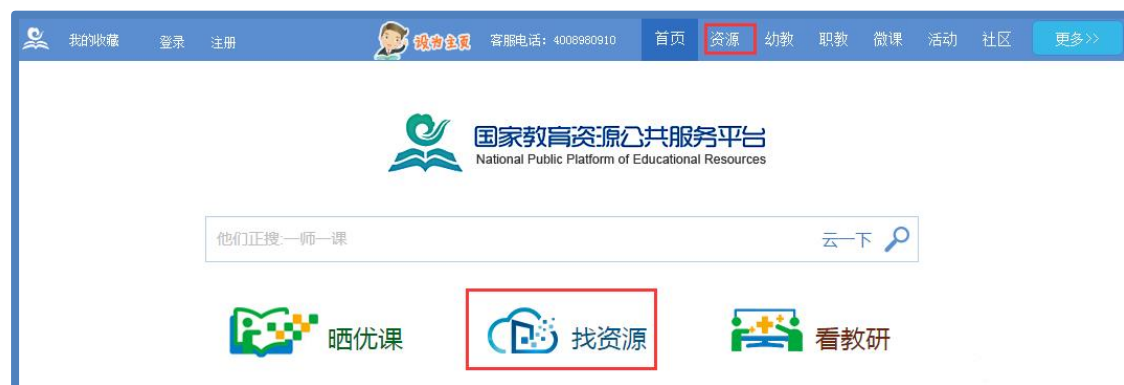 我的收藏 登录 注册 设为主页 客服电话：4008980910 首页 资源 幼教 职教 微课 活动 社区 更多>>
国家教育资源公共服务平台
National Public Platform of Educational Resources
他们正搜:一师一课 云一下
晒优课 找资源 看教研